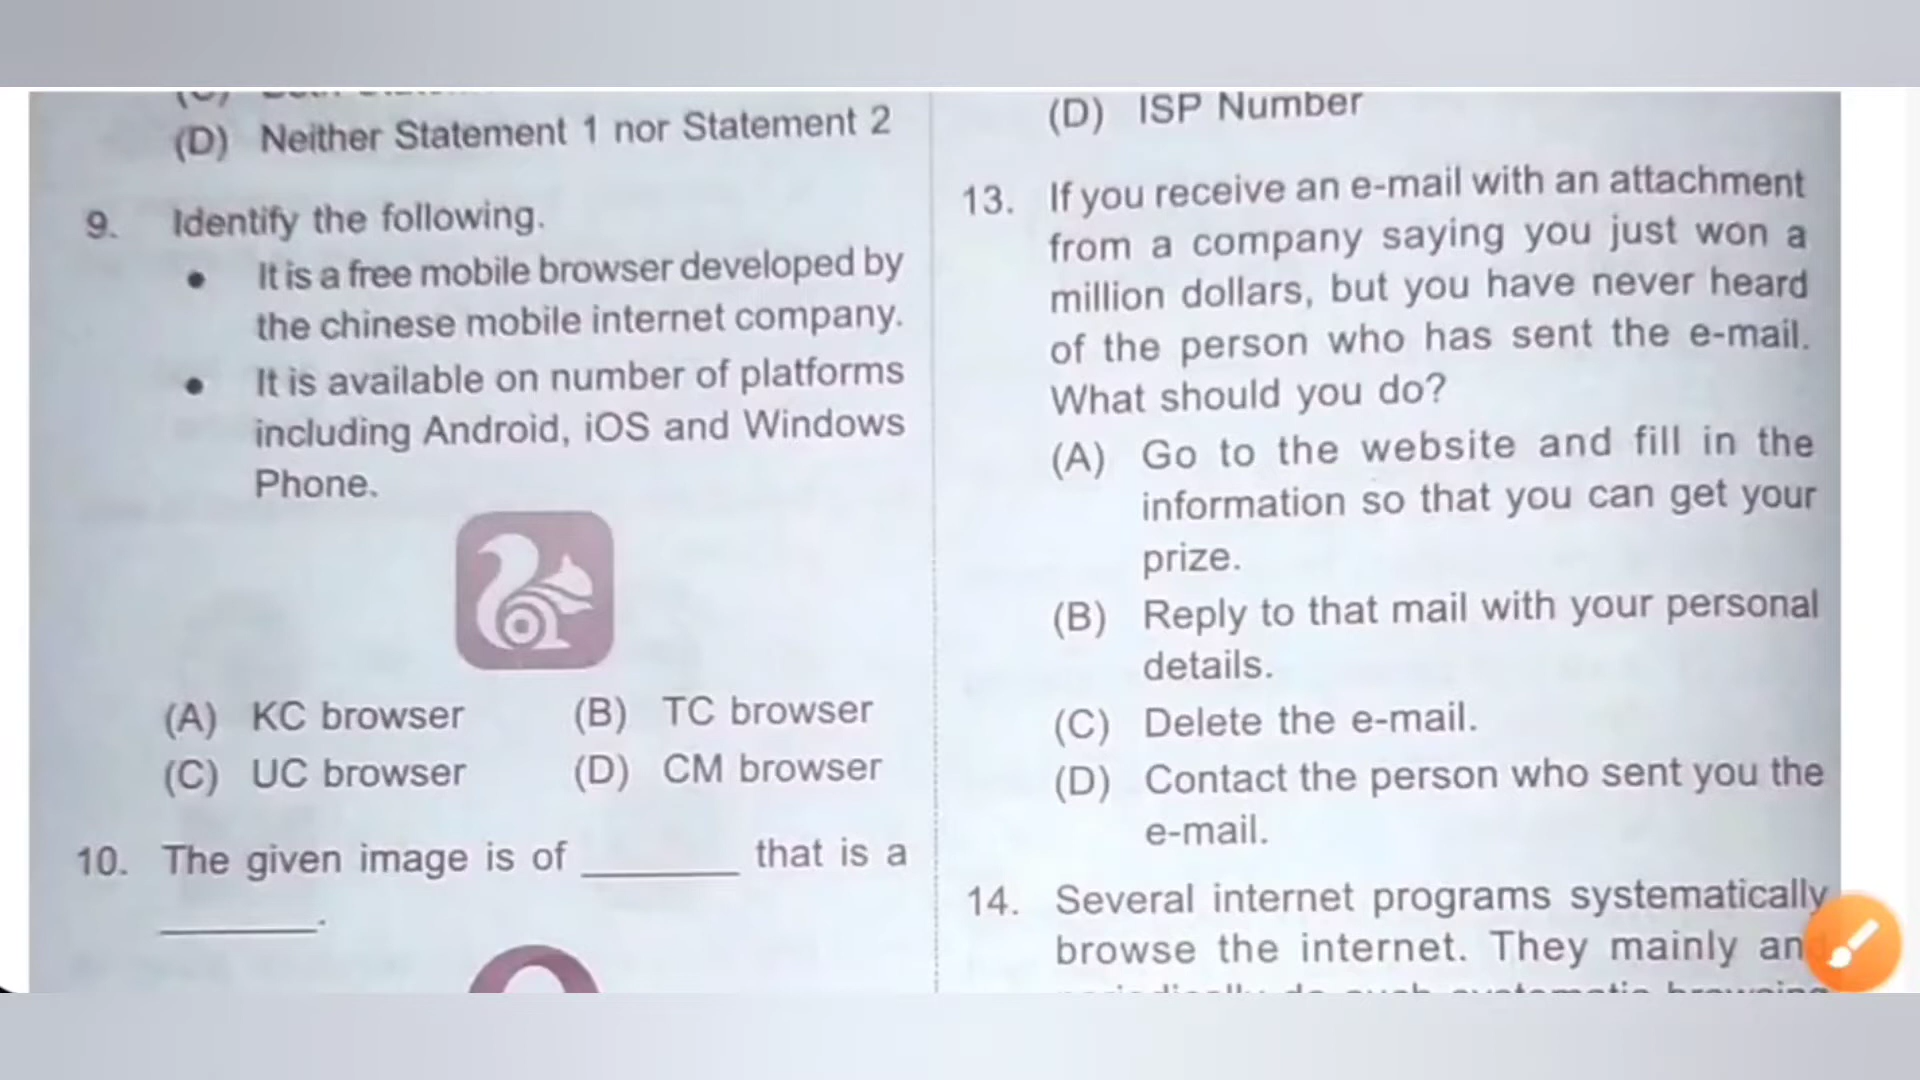 (D) Neither Statement 1 nor Statement 2
9. Identify the following.
• It is a free mobile browser developed by
the chinese mobile internet company.
• It is available on number of platforms
including Android, iOS and Windows
Phone.
(A) KC browser (B) TC browser
(C) UC browser (D) CM browser
10. The given image is of ________ that is a
________.
(D) ISP Number
13. If you receive an e-mail with an attachment
from a company saying you just won a
million dollars, but you have never heard
of the person who has sent the e-mail.
What should you do?
(A) Go to the website and fill in the
information so that you can get your
prize.
(B) Reply to that mail with your personal
details.
(C) Delete the e-mail.
(D) Contact the person who sent you the
e-mail.
14. Several internet programs systematically
browse the internet. They mainly